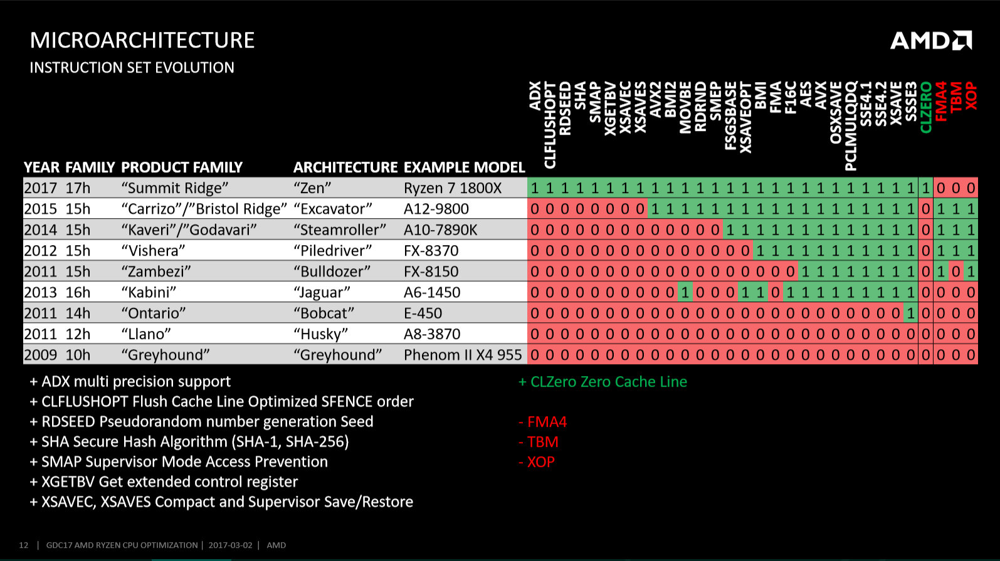 MICROARCHITECTURE
AMD
INSTRUCTION SET EVOLUTION
YEAR FAMILY PRODUCT FAMILY ARCHITECTURE EXAMPLE MODEL ADX CLFLUSHOPT RDSEED SHA SMAP XGETBV XSAVEC XSAVES AVX2 BMI2 MOVBE RDRND SMEP FSGSBASE XSAVEOPT BMI FMA F16C AES AVX OSXSAVE PCLMULQDQ SSE4.1 SSE4.2 XSAVE SSSE3 CLZERO FMA4 TBM XOP
2017 17h “Summit Ridge” “Zen” Ryzen 7 1800X 1 1 1 1 1 1 1 1 1 1 1 1 1 1 1 1 1 1 1 1 1 1 1 1 1 1 1 0 0 0
2015 15h “Carrizo”/”Bristol Ridge” “Excavator” A12-9800 0 0 0 0 0 0 0 0 1 1 1 1 1 1 1 1 1 1 1 1 1 1 1 1 1 1 0 1 1 1
2014 15h “Kaveri”/”Godavari” “Steamroller” A10-7890K 0 0 0 0 0 0 0 0 0 0 0 0 0 1 1 1 1 1 1 1 1 1 1 1 1 1 0 1 1 1
2012 15h “Vishera” “Piledriver” FX-8370 0 0 0 0 0 0 0 0 0 0 0 0 0 0 0 1 1 1 1 1 1 1 1 1 1 1 0 1 1 1
2011 15h “Zambezi” “Bulldozer” FX-8150 0 0 0 0 0 0 0 0 0 0 0 0 0 0 0 0 0 0 1 1 1 1 1 1 1 1 0 1 0 1
2013 16h “Kabini” “Jaguar” A6-1450 0 0 0 0 0 0 0 0 0 0 1 0 0 0 1 1 0 1 1 1 1 1 1 1 1 1 0 0 0 0
2011 14h “Ontario” “Bobcat” E-450 0 0 0 0 0 0 0 0 0 0 0 0 0 0 0 0 0 0 0 0 0 0 0 0 0 1 0 0 0 0
2011 12h “Llano” “Husky” A8-3870 0 0 0 0 0 0 0 0 0 0 0 0 0 0 0 0 0 0 0 0 0 0 0 0 0 0 0 0 0 0
2009 10h “Greyhound” “Greyhound” Phenom II X4 955 0 0 0 0 0 0 0 0 0 0 0 0 0 0 0 0 0 0 0 0 0 0 0 0 0 0 0 0 0 0
+ ADX multi precision support
+ CLFLUSHOPT Flush Cache Line Optimized SFENCE order
+ RDSEED Pseudorandom number generation Seed
+ SHA Secure Hash Algorithm (SHA-1, SHA-256)
+ SMAP Supervisor Mode Access Prevention
+ XGETBV Get extended control register
+ XSAVEC, XSAVES Compact and Supervisor Save/Restore
+ CLZero Zero Cache Line
- FMA4
- TBM
- XOP
12 | GDC17 AMD RYZEN CPU OPTIMIZATION | 2017-03-02 | AMD